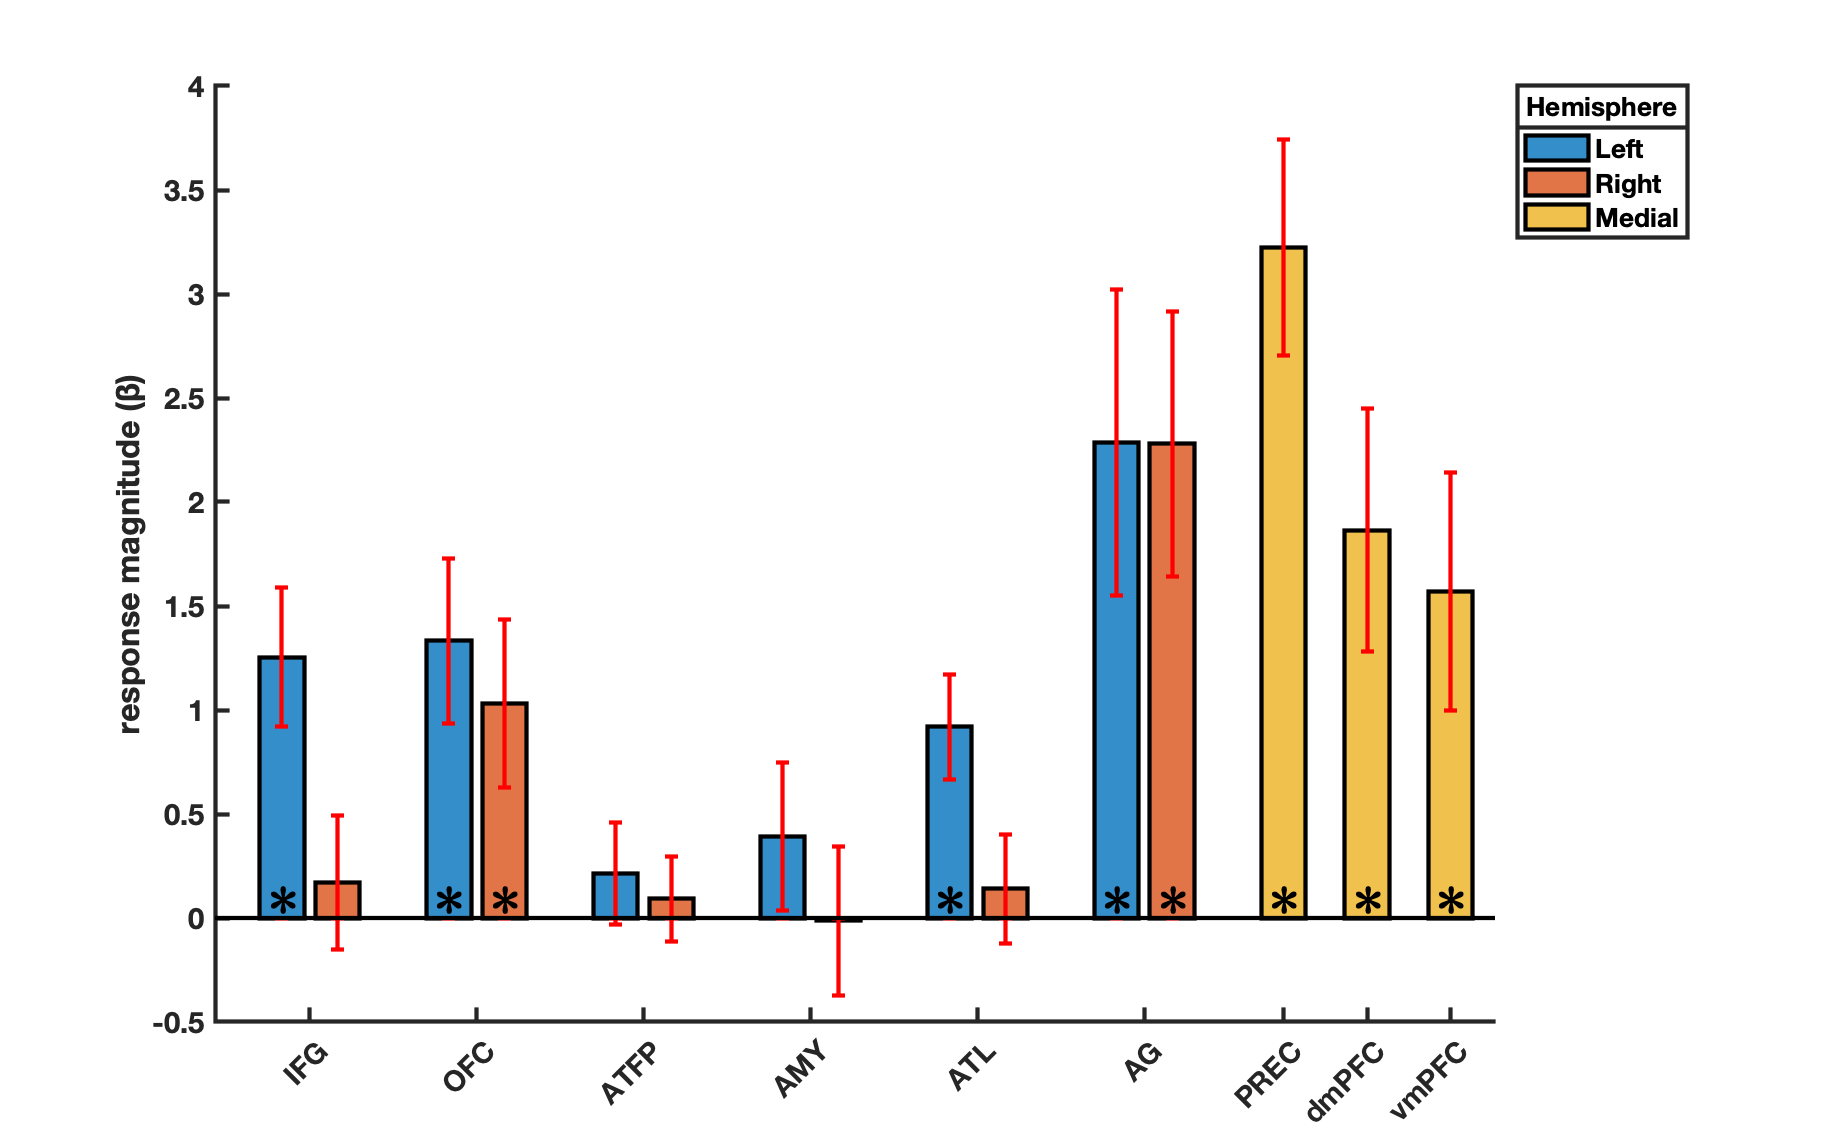 4
3.5
3
2.5
2
1.5
1
0.5
0
-0.5
response magnitude (β)
IFG
OFC
ATFP
AMY
ATL
AG
PREC
dmPFC
vmPFC
* * * * * * * * *
Hemisphere
Left
Right
Medial